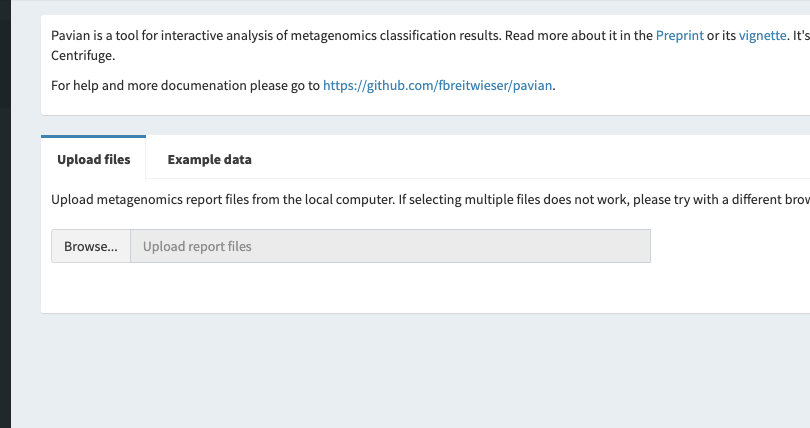 Pavian is a tool for interactive analysis of metagenomics classification results. Read more about it in the Preprint or its vignette. It's
Centrifuge.
For help and more documenation please go to https://github.com/fbreitwieser/pavian.
Upload files Example data
Upload metagenomics report files from the local computer. If selecting multiple files does not work, please try with a different
Browse... Upload report files